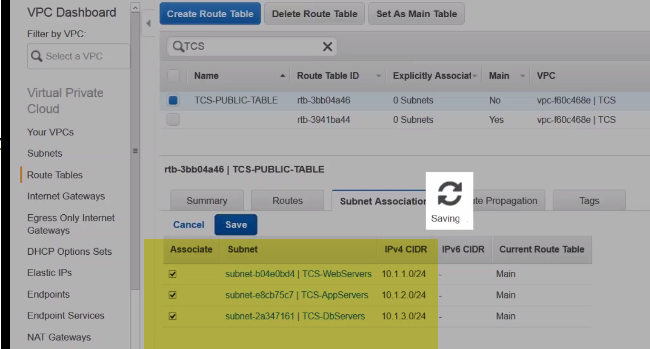 VPC Dashboard
Filter by VPC:
Select a VPC
Virtual Private
Cloud
Your VPCs
Subnets
Route Tables
Internet Gateways
Egress Only Internet
Gateways
DHCP Options Sets
Elastic IPs
Endpoints
Endpoint Services
NAT Gateways
Create Route Table Delete Route Table Set As Main Table
TCS X
Name Route Table ID Explicitly Associat Main VPC
TCS-PUBLIC-TABLE rtb-3bb04a46 0 Subnets No vpc-f60c468e | TCS
rtb-3941ba44 0 Subnets Yes vpc-f60c468e | TCS
rtb-3bb04a46 | TCS-PUBLIC-TABLE
Summary Routes Subnet Association te Propagation Tags
Saving
Cancel Save
Associate Subnet IPv4 CIDR IPv6 CIDR Current Route Table
subnet-b04e0bd4 | TCS-WebServers 10.1.1.0/24 - Main
subnet-e8cb75c7 | TCS-AppServers 10.1.2.0/24 - Main
subnet-2a347161 | TCS-DbServers 10.1.3.0/24 - Main